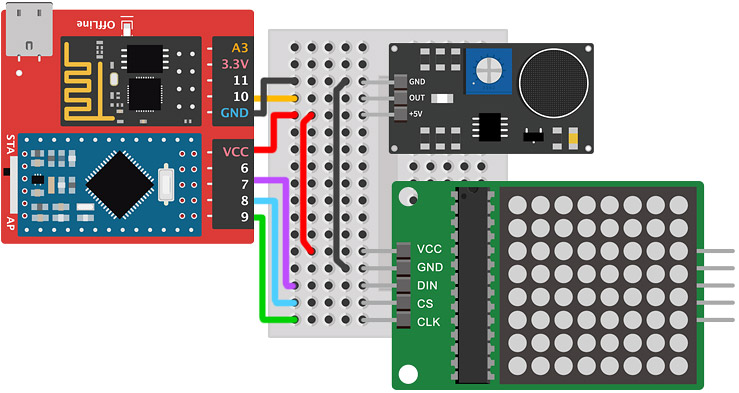 OffLine
A3
3.3V
11
10
GND
VCC
6
7
8
9
STA
AP
GND
OUT
+5V
VCC
GND
DIN
CS
CLK